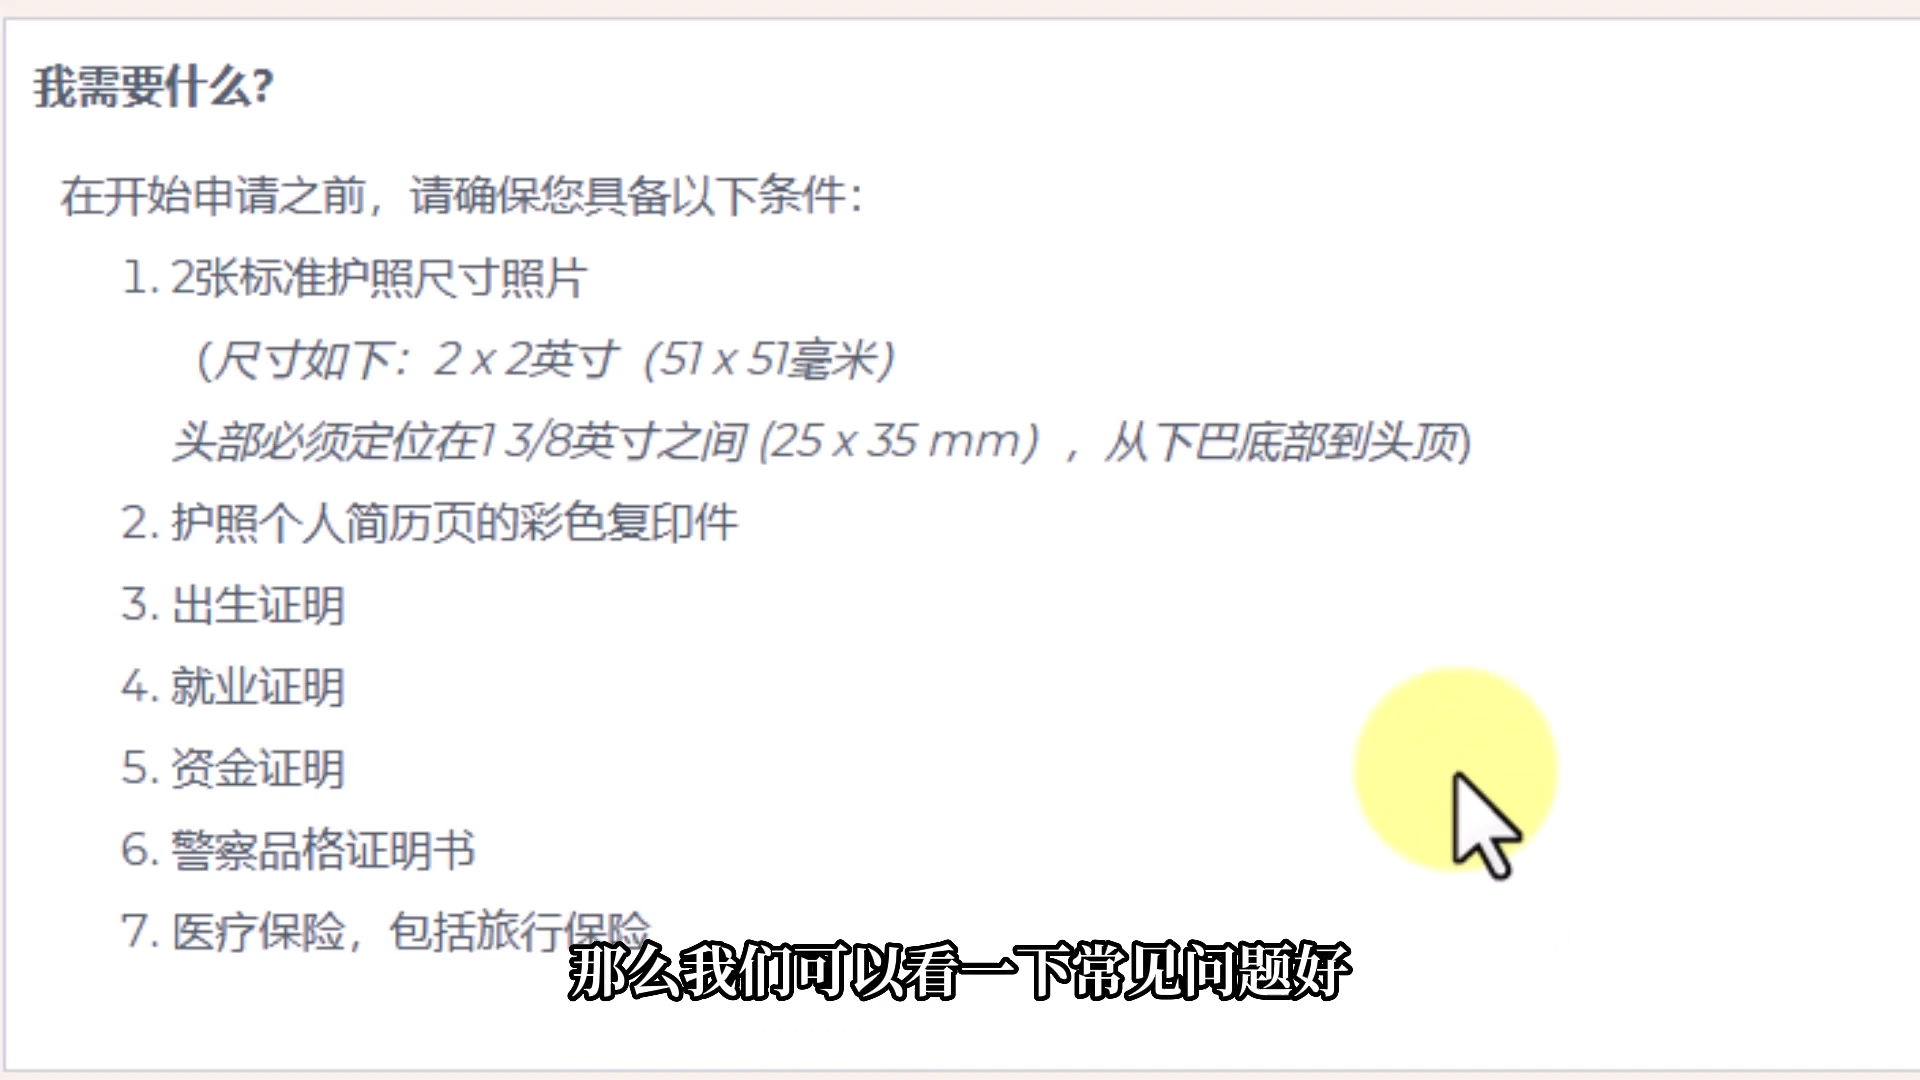 我需要什么?
在开始申请之前，请确保您具备以下条件：
1. 2张标准护照尺寸照片
（尺寸如下：2 x 2英寸（51 x 51毫米）
头部必须定位在1 3/8英寸之间 (25 x 35 mm），从下巴底部到头顶)
2. 护照个人简历页的彩色复印件
3. 出生证明
4. 就业证明
5. 资金证明
6. 警察品格证明书
7. 医疗保险，包括旅行保险
那么我们可以看一下常见问题好